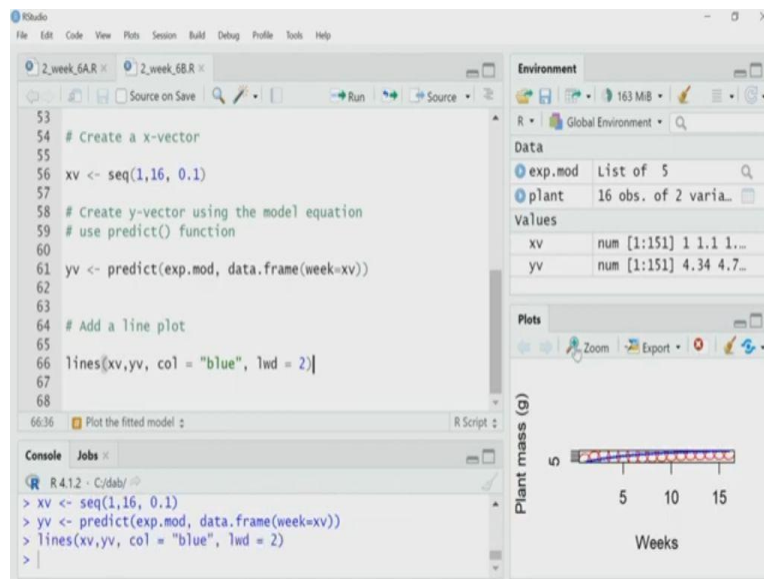 RStudio
File Edit Code View Plots Session Build Debug Profile Tools Help
2_week_6A.R × 2_week_6B.R ×
Source on Save Run Source
53
54 # Create a x-vector
55
56 xv <- seq(1,16, 0.1)
57
58 # Create y-vector using the model equation
59 # use predict() function
60
61 yv <- predict(exp.mod, data.frame(week=xv))
62
63
64 # Add a line plot
65
66 lines(xv,yv, col = "blue", lwd = 2)
67
68
66:36 Plot the fitted model R Script
Console Jobs ×
R 4.1.2 · C:/dab/
> xv <- seq(1,16, 0.1)
> yv <- predict(exp.mod, data.frame(week=xv))
> lines(xv,yv, col = "blue", lwd = 2)
>
Environment
163 MiB
R Global Environment
Data
exp.mod List of 5
plant 16 obs. of 2 varia…
Values
xv num [1:151] 1 1.1 1.…
yv num [1:151] 4.34 4.7…
Plots
Zoom Export
Plant mass (g)
5
5 10 15
Weeks